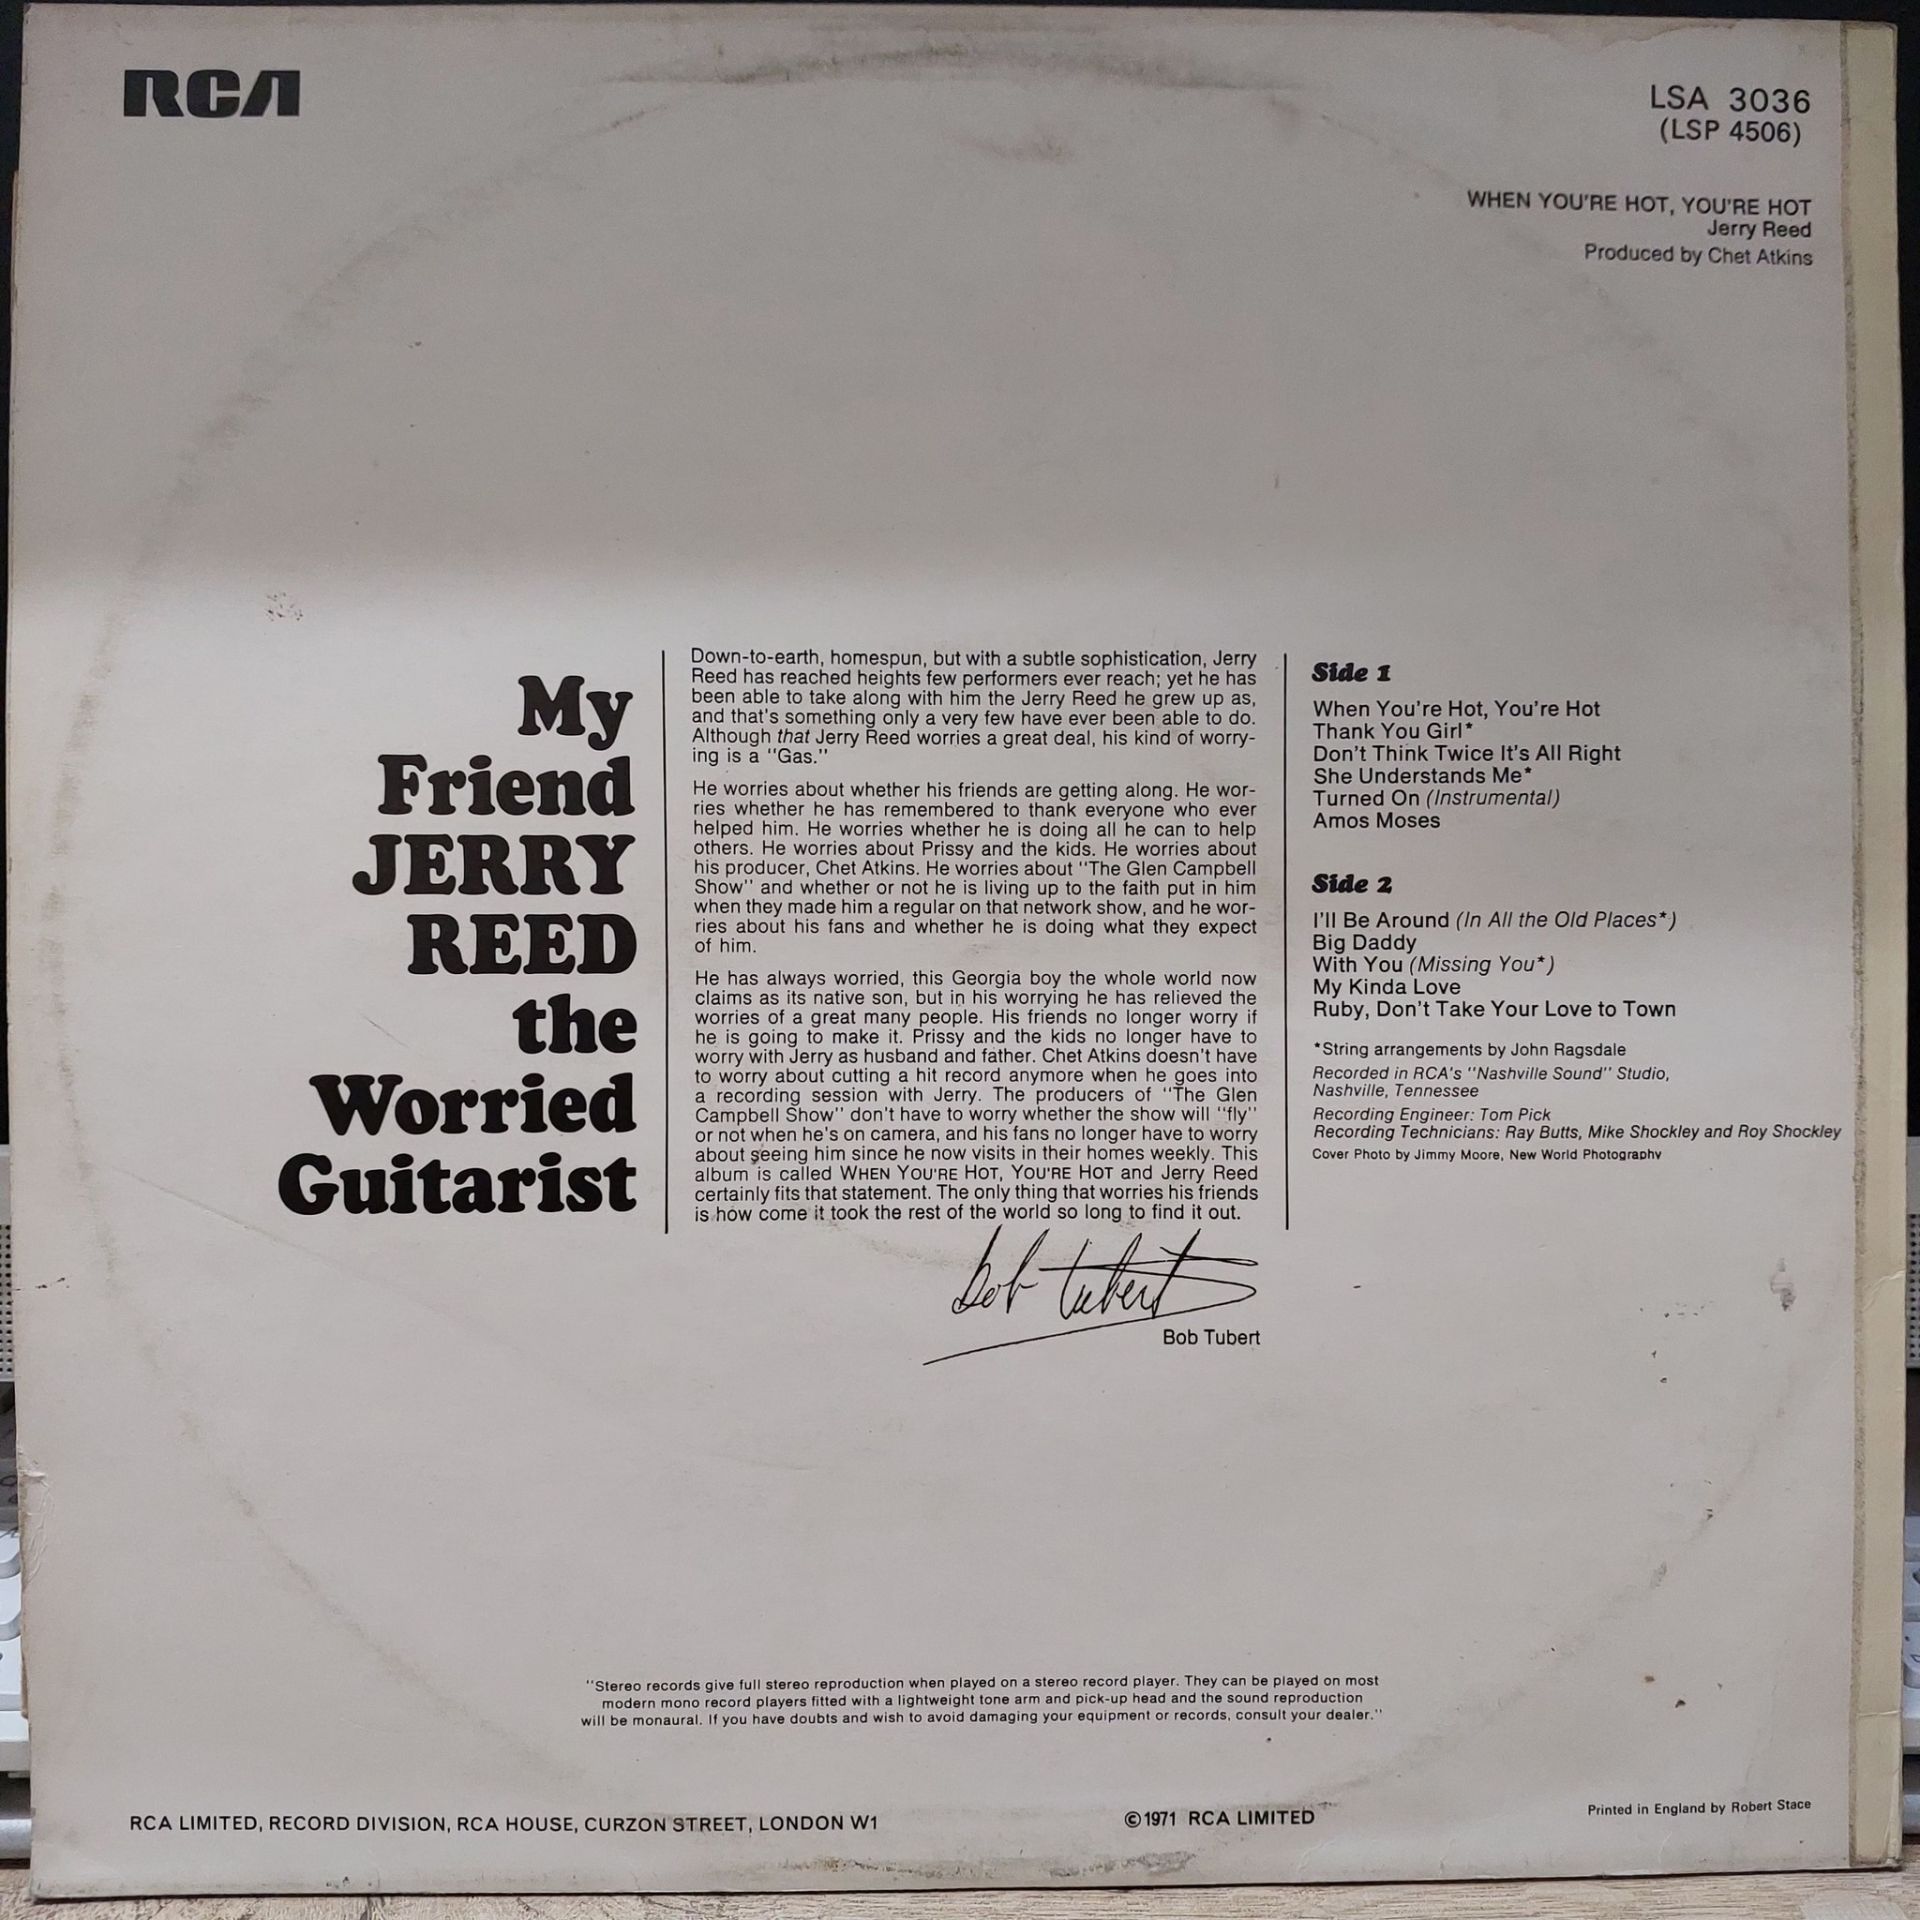 RCA
LSA 3036
(LSP 4506)
WHEN YOU'RE HOT, YOU'RE HOT
Jerry Reed
Produced by Chet Atkins
My
Friend
JERRY
REED
the
Worried
Guitarist
Down-to-earth, homespun, but with a subtle sophistication, Jerry
Reed has reached heights few performers ever reach; yet he has
been able to take along with him the Jerry Reed he grew up as,
and that's something only a very few have ever been able to do.
Although that Jerry Reed worries a great deal, his kind of worry-
ing is a "Gas."
He worries about whether his friends are getting along. He wor-
ries whether he has remembered to thank everyone who ever
helped him. He worries whether he is doing all he can to help
others. He worries about Prissy and the kids. He worries about
his producer, Chet Atkins. He worries about "The Glen Campbell
Show" and whether or not he is living up to the faith put in him
when they made him a regular on that network show, and he wor-
ries about his fans and whether he is doing what they expect
of him.
He has always worried, this Georgia boy the whole world now
claims as its native son, but in his worrying he has relieved the
worries of a great many people. His friends no longer worry if
he is going to make it. Prissy and the kids no longer have to
worry with Jerry as husband and father. Chet Atkins doesn't have
to worry about cutting a hit record anymore when he goes into
a recording session with Jerry. The producers of "The Glen
Campbell Show" don't have to worry whether the show will "fly"
or not when he's on camera, and his fans no longer have to worry
about seeing him since he now visits in their homes weekly. This
album is called WHEN YOU'RE HOT, YOU'RE HOT and Jerry Reed
certainly fits that statement. The only thing that worries his friends
is how come it took the rest of the world so long to find it out.
Bob Tubert
Bob Tubert
Side 1
When You're Hot, You're Hot
Thank You Girl*
Don't Think Twice It's All Right
She Understands Me*
Turned On (Instrumental)
Amos Moses
Side 2
I'll Be Around (In All the Old Places*)
Big Daddy
With You (Missing You*)
My Kinda Love
Ruby, Don't Take Your Love to Town
*String arrangements by John Ragsdale
Recorded in RCA's "Nashville Sound" Studio,
Nashville, Tennessee
Recording Engineer: Tom Pick
Recording Technicians: Ray Butts, Mike Shockley and Roy Shockley
Cover Photo by Jimmy Moore, New World Photography
"Stereo records give full stereo reproduction when played on a stereo record player. They can be played on most
modern mono record players fitted with a lightweight tone arm and pick-up head and the sound reproduction
will be monaural. If you have doubts and wish to avoid damaging your equipment or records, consult your dealer."
RCA LIMITED, RECORD DIVISION, RCA HOUSE, CURZON STREET, LONDON W1
©1971 RCA LIMITED
Printed in England by Robert Stace